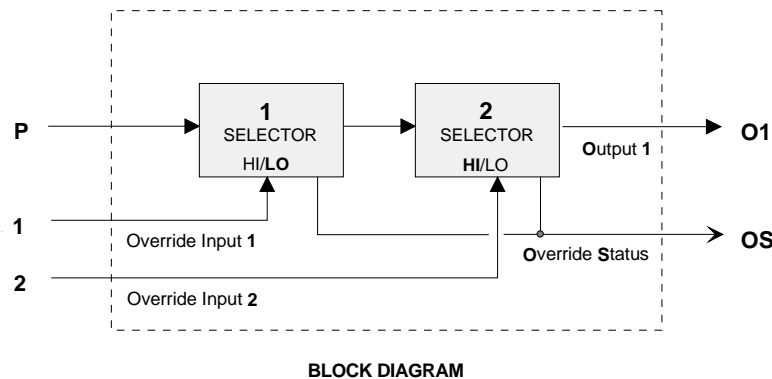 1
SELECTOR
HI/LO
2
SELECTOR
HI/LO
P
Output 1
O1
1
Override Input 1
Override Status
OS
2
Override Input 2
BLOCK DIAGRAM